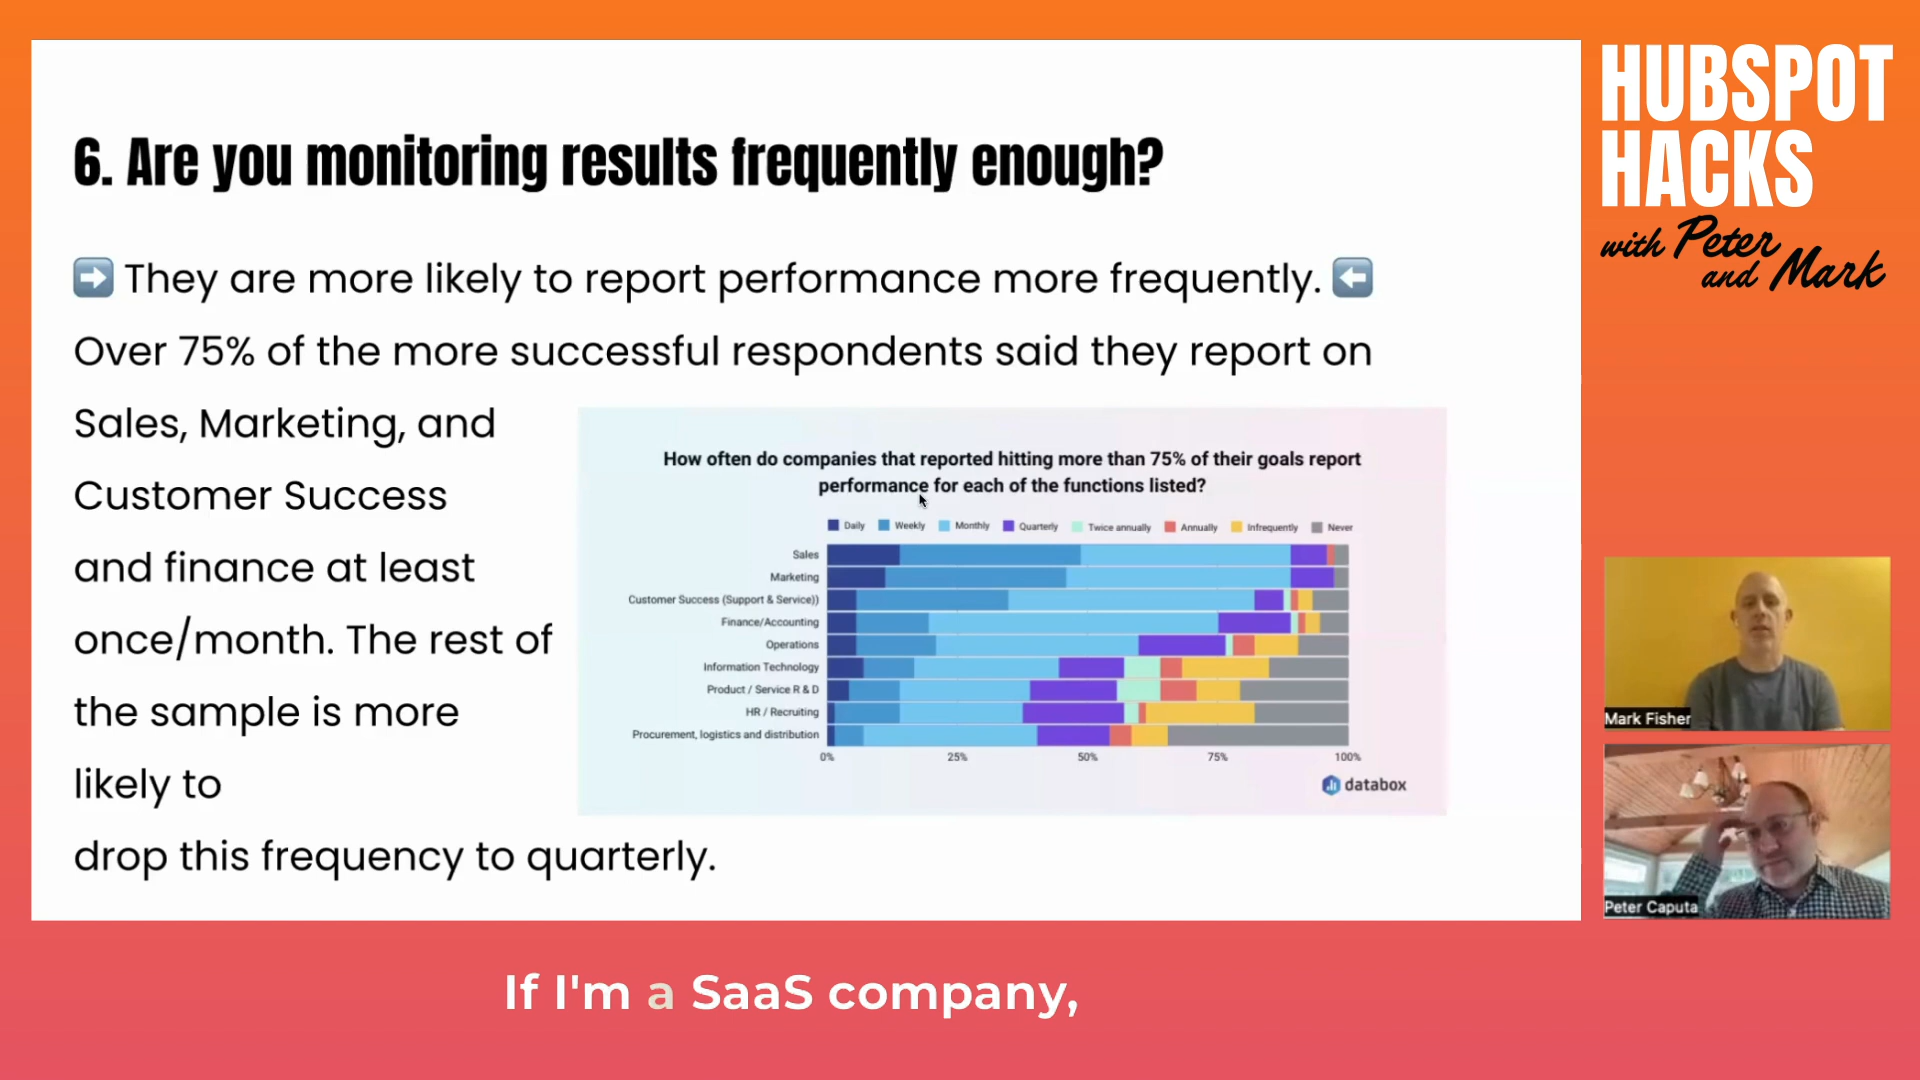 HUBSPOT
HACKS
with Peter
and Mark
6. Are you monitoring results frequently enough?
➡️ They are more likely to report performance more frequently. ⬅️
Over 75% of the more successful respondents said they report on
Sales, Marketing, and
Customer Success
and finance at least
once/month. The rest of
the sample is more
likely to
drop this frequency to quarterly.
How often do companies that reported hitting more than 75% of their goals report
performance for each of the functions listed?
Daily Weekly Monthly Quarterly Twice annually Annually Infrequently Never
Sales
Marketing
Customer Success (Support & Service))
Finance/Accounting
Operations
Information Technology
Product / Service R & D
HR / Recruiting
Procurement, logistics and distribution
0% 25% 50% 75% 100%
databox
Mark Fisher
Peter Caputa
If I'm a SaaS company,